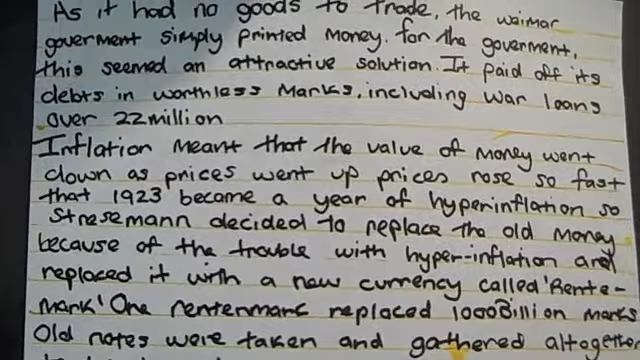 As it had no goods to trade, the weimar
goverment simply printed money. for the goverment,
this seemed an attractive solution. It paid off its
debts in worthless Marks, including war loans
over 22million
Inflation meant that the value of money went
down as prices went up prices rose so fast
that 1923 became a year of hyperinflation so
Stresemann decided to replace the old money
because of the trouble with hyper-inflation and
replaced it with a new currency called 'Rente-
mark' One rentenmark replaced 1000Billion marks
Old notes were taken and gathered altogether